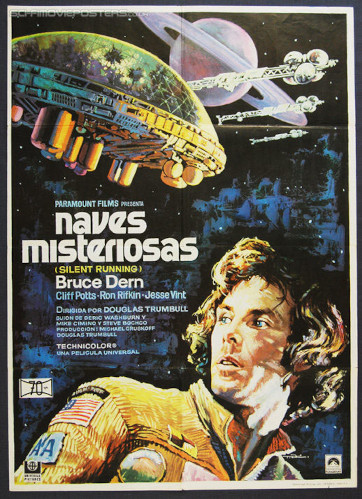 SCIFIMOVIEPOSTERS.CO
PARAMOUNT FILMS PRESENTA
naves
misteriosas
(SILENT RUNNING)
Bruce Dern
Cliff Potts-Ron Rifkin-Jesse Vint
DIRIGIDA POR DOUGLAS TRUMBULL
GUION DE DERIC WASHBURN Y
MIKE CIMINO Y STEVE BOCHCO
PRODUCCION: MICHAEL GRUSKOFF
DOUGLAS TRUMBULL
TECHNICOLOR®
UNA PELICULA UNIVERSAL
70